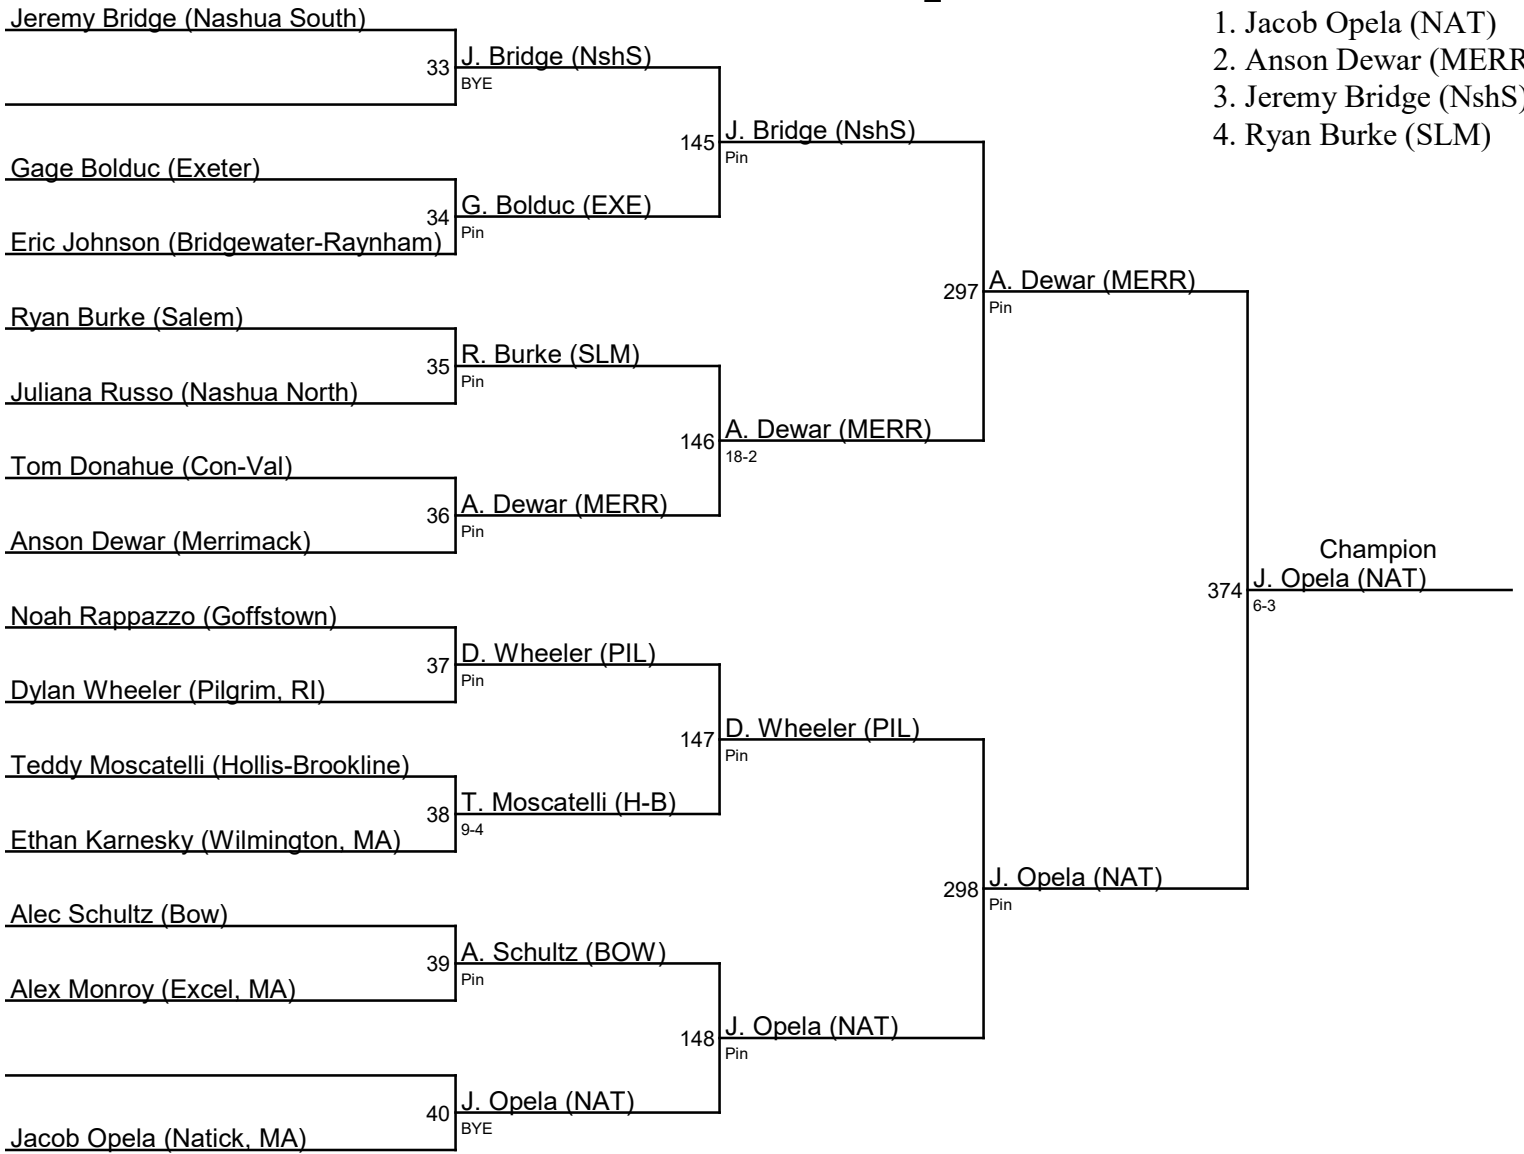 Jeremy Bridge (Nashua South)
33
J. Bridge (NshS)
BYE
145
J. Bridge (NshS)
Pin
Gage Bolduc (Exeter)
34
G. Bolduc (EXE)
Pin
Eric Johnson (Bridgewater-Raynham)
297
A. Dewar (MERR)
Pin
Ryan Burke (Salem)
35
R. Burke (SLM)
Pin
Juliana Russo (Nashua North)
146
A. Dewar (MERR)
18-2
Tom Donahue (Con-Val)
36
A. Dewar (MERR)
Pin
Anson Dewar (Merrimack)
Champion
374
J. Opela (NAT)
6-3
Noah Rappazzo (Goffstown)
37
D. Wheeler (PIL)
Pin
Dylan Wheeler (Pilgrim, RI)
147
D. Wheeler (PIL)
Pin
Teddy Moscatelli (Hollis-Brookline)
38
T. Moscatelli (H-B)
9-4
Ethan Karnesky (Wilmington, MA)
298
J. Opela (NAT)
Pin
Alec Schultz (Bow)
39
A. Schultz (BOW)
Pin
Alex Monroy (Excel, MA)
148
J. Opela (NAT)
Pin
40
J. Opela (NAT)
BYE
Jacob Opela (Natick, MA)
1. Jacob Opela (NAT)
2. Anson Dewar (MERR
3. Jeremy Bridge (NshS)
4. Ryan Burke (SLM)